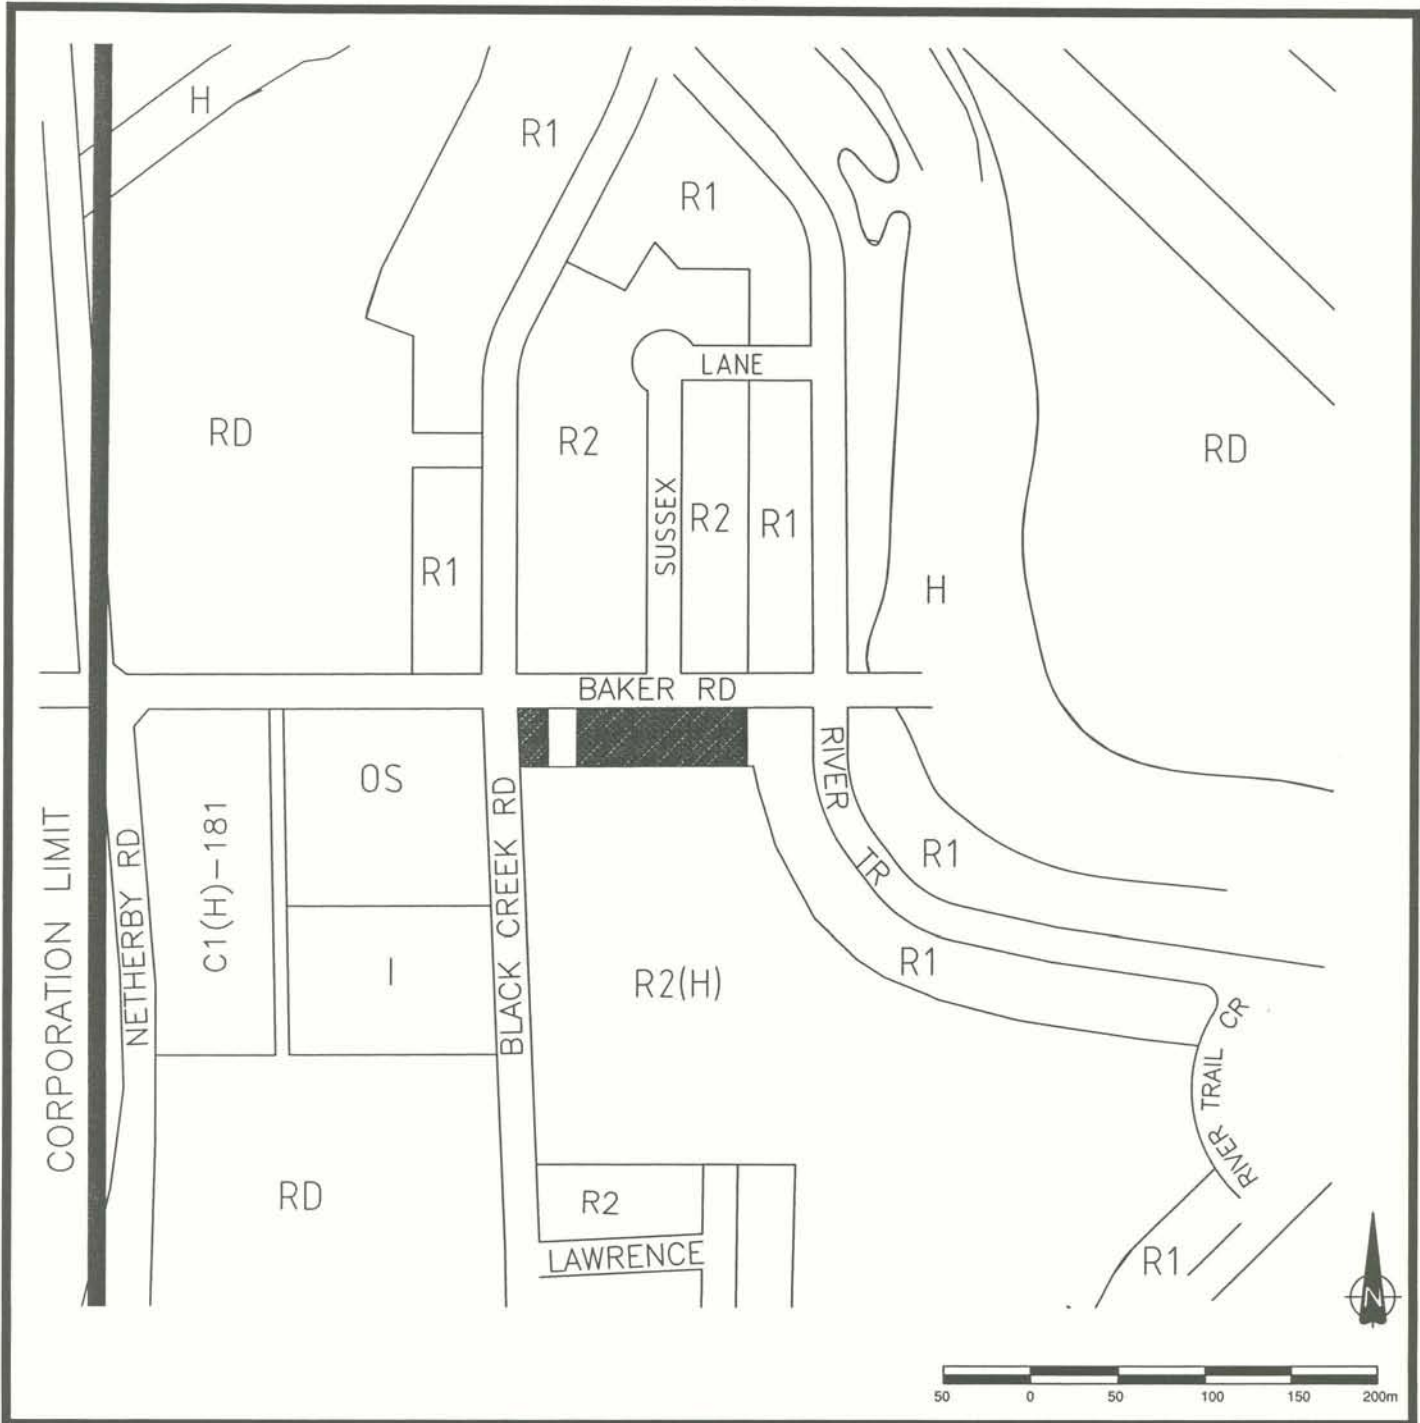 H
R1
R1
LANE
RD
R2
RD
SUSSEX
R2
R1
R1
H
BAKER RD
RIVER
TR
OS
C1(H)-181
BLACK CREEK RD
NETHERBY RD
CORPORATION LIMIT
R1
I
R2(H)
R1
RIVER TRAIL CR
RD
R2
LAWRENCE
R1
N
50 0 50 100 150 200m